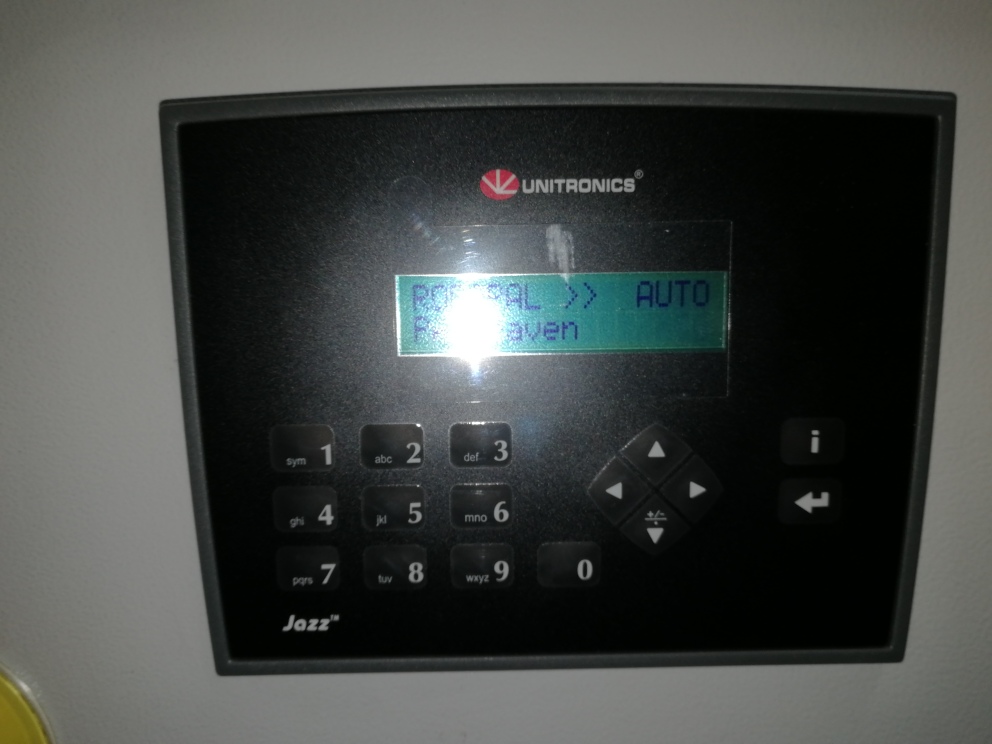 UNITRONICS®
>> AUTO
sym 1 abc 2 def 3
i
ghi 4 jkl 5 mno 6
+/-
pqrs 7 tuv 8 wxyz 9 0
Jazz™